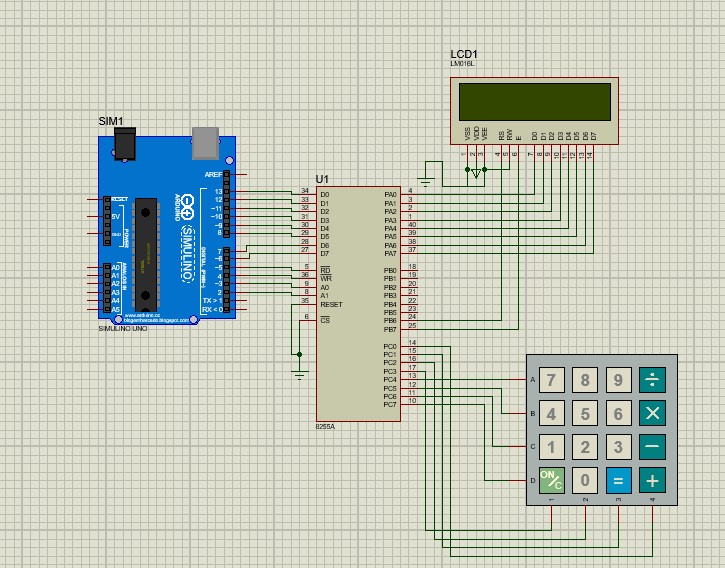 LCD1
LM016L
VSS VDD VEE RS RW E D0 D1 D2 D3 D4 D5 D6 D7
1 2 3 4 5 6 7 8 9 10 11 12 13 14
SIM1
AREF
RESET
5V
GND
POWER
ANALOG IN
A0
A1
A2
A3
A4
A5
ARDUINO
SIMULINO
DIGITAL (PWM~)
13
12
~11
~10
~9
8
7
~6
~5
4
~3
2
TX > 1
RX < 0
www.arduino.cc
blogembarcado.blogspot.com
SIMULINO UNO
U1
34 D0 PA0 4
33 D1 PA1 3
32 D2 PA2 2
31 D3 PA3 1
30 D4 PA4 40
29 D5 PA5 39
28 D6 PA6 38
27 D7 PA7 37
5 RD PB0 18
36 WR PB1 19
9 A0 PB2 20
8 A1 PB3 21
35 RESET PB4 22
PB5 23
6 CS PB6 24
PB7 25
PC0 14
PC1 15
PC2 16
PC3 17
PC4 13
PC5 12
PC6 11
PC7 10
8255A
A 7 8 9 ÷
B 4 5 6 ×
C 1 2 3 −
D ON/C 0 = +
1 2 3 4